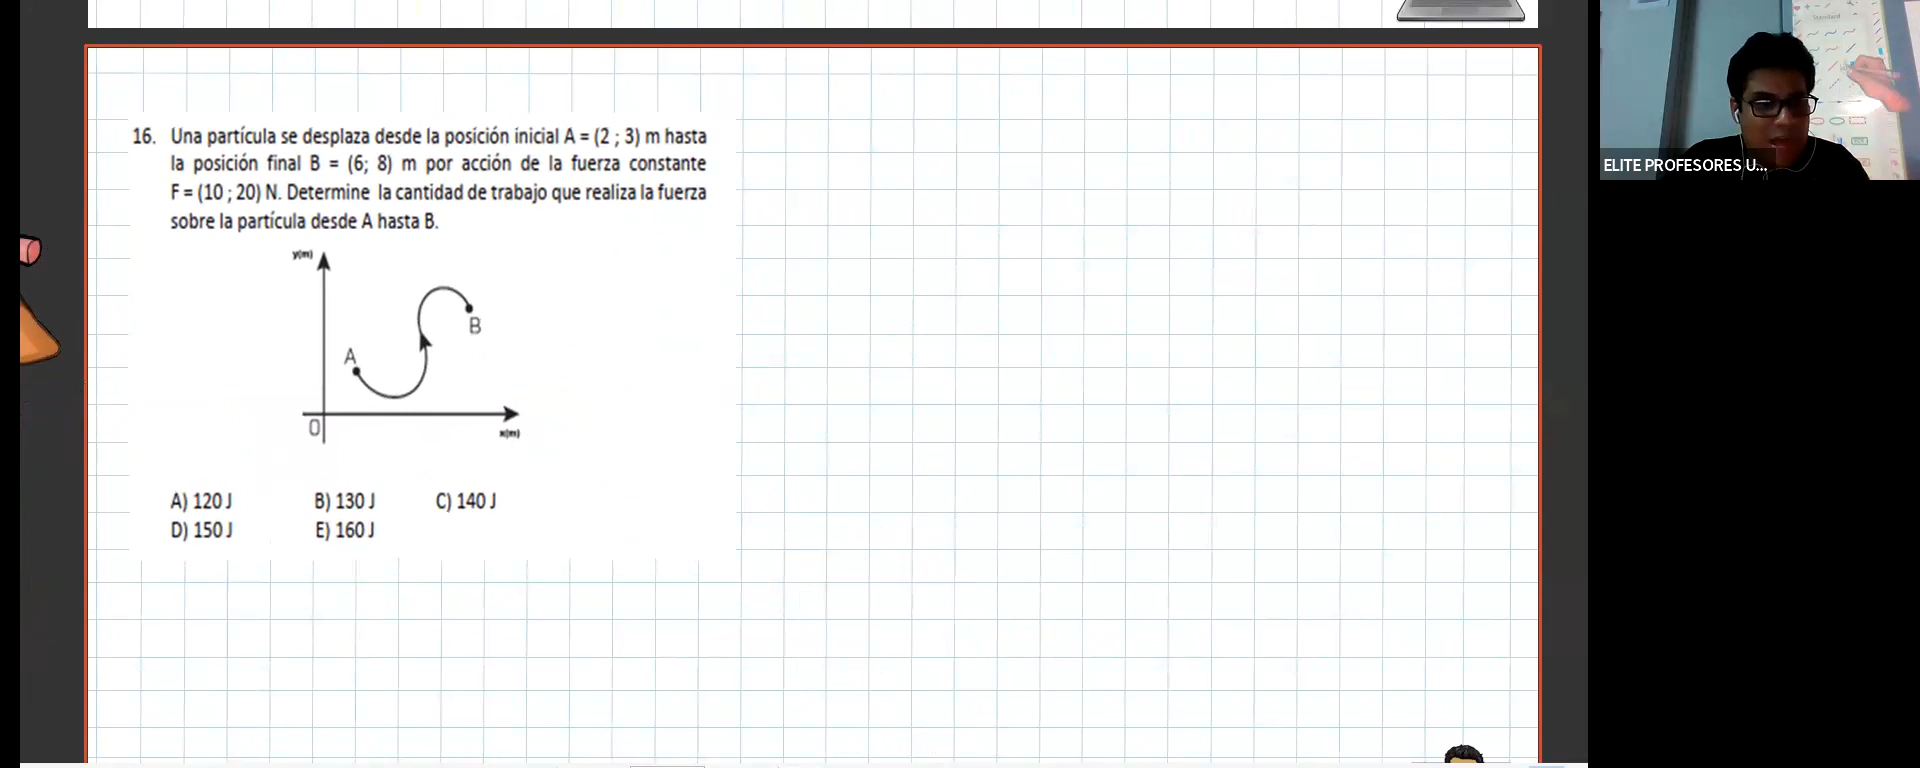 Standard
16. Una partícula se desplaza desde la posición inicial A = (2 ; 3) m hasta
la posición final B = (6; 8) m por acción de la fuerza constante
F = (10 ; 20) N. Determine la cantidad de trabajo que realiza la fuerza
sobre la partícula desde A hasta B.
y(m)
A
B
O
x(m)
A) 120 J B) 130 J C) 140 J
D) 150 J E) 160 J
ELITE PROFESORES U...